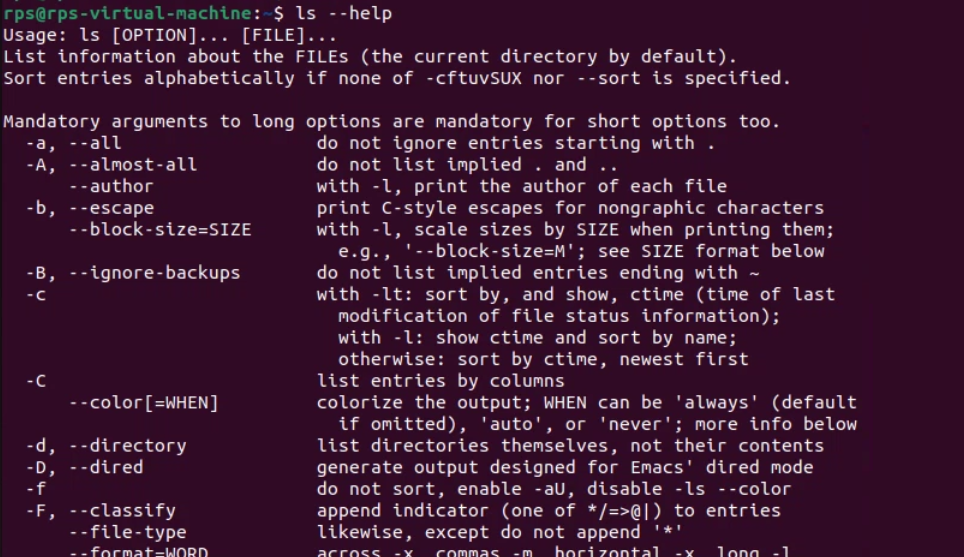 rps@rps-virtual-machine:~$ ls --help
Usage: ls [OPTION]... [FILE]...
List information about the FILEs (the current directory by default).
Sort entries alphabetically if none of -cftuvSUX nor --sort is specified.

Mandatory arguments to long options are mandatory for short options too.
  -a, --all                  do not ignore entries starting with .
  -A, --almost-all           do not list implied . and ..
      --author               with -l, print the author of each file
  -b, --escape               print C-style escapes for nongraphic characters
      --block-size=SIZE      with -l, scale sizes by SIZE when printing them;
                               e.g., '--block-size=M'; see SIZE format below
  -B, --ignore-backups       do not list implied entries ending with ~
  -c                         with -lt: sort by, and show, ctime (time of last
                               modification of file status information);
                               with -l: show ctime and sort by name;
                               otherwise: sort by ctime, newest first
  -C                         list entries by columns
      --color[=WHEN]         colorize the output; WHEN can be 'always' (default
                               if omitted), 'auto', or 'never'; more info below
  -d, --directory            list directories themselves, not their contents
  -D, --dired                generate output designed for Emacs' dired mode
  -f                         do not sort, enable -aU, disable -ls --color
  -F, --classify             append indicator (one of */=>@|) to entries
      --file-type            likewise, except do not append '*'
      --format=WORD          across -x, commas -m, horizontal -x, long -l